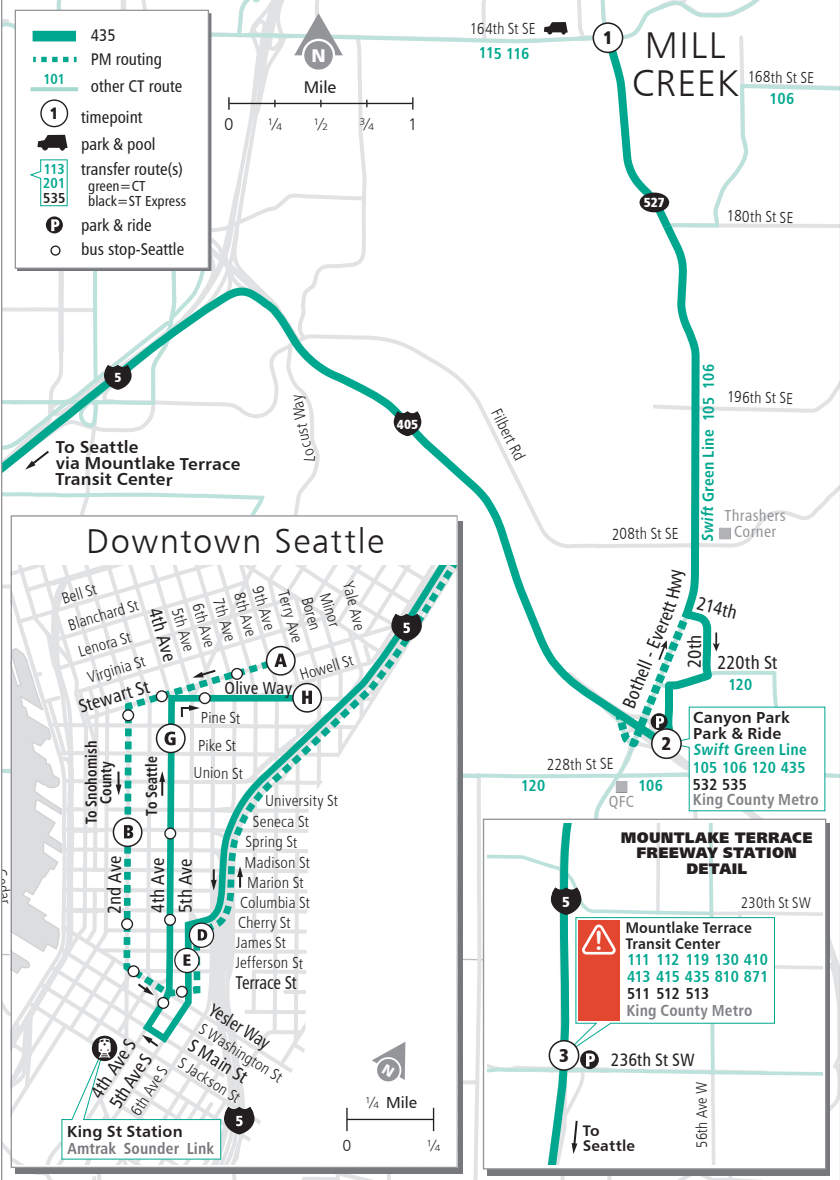 435
PM routing
101
other CT route
1
timepoint
park & pool
113
201
535
transfer route(s)
green=CT
black=ST Express
P
park & ride
bus stop-Seattle
N
Mile
0 ¼ ½ ¾ 1
164th St SE
115 116
1
MILL
CREEK
168th St SE
106
527
180th St SE
5
405
Locust Way
Filbert Rd
196th St SE
Swift Green Line 105 106
To Seattle
via Mountlake Terrace
Transit Center
208th St SE
Thrashers
Corner
Bothell - Everett Hwy
214th
20th
220th St
120
P
2
Canyon Park
Park & Ride
Swift Green Line
105 106 120 435
532 535
King County Metro
228th St SE
120
106
QFC
Downtown Seattle
Bell St
Blanchard St
Lenora St
Virginia St
Stewart St
4th Ave
5th Ave
6th Ave
7th Ave
8th Ave
9th Ave
Terry Ave
Boren
Minor
Yale Ave
5
A
Howell St
Olive Way
H
Pine St
G
Pike St
Union St
To Snohomish
County
To Seattle
B
2nd Ave
4th Ave
5th Ave
University St
Seneca St
Spring St
Madison St
Marion St
Columbia St
Cherry St
D
James St
E
Jefferson St
Terrace St
Yesler Way
S Washington St
S Main St
S Jackson St
4th Ave S
5th Ave S
6th Ave S
5
King St Station
Amtrak Sounder Link
N
¼ Mile
0 ¼
MOUNTLAKE TERRACE
FREEWAY STATION
DETAIL
5
230th St SW
Mountlake Terrace
Transit Center
111 112 119 130 410
413 415 435 810 871
511 512 513
King County Metro
3
P
236th St SW
56th Ave W
To
Seattle